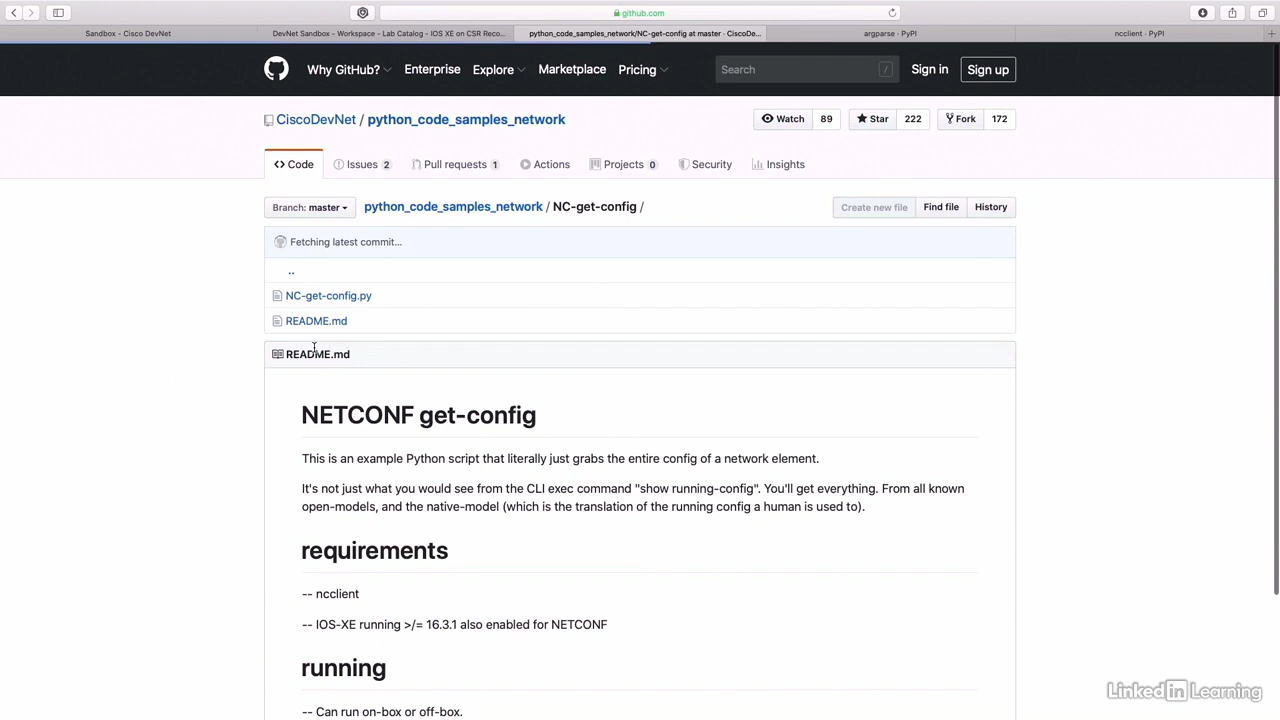 github.com
Sandbox - Cisco DevNet
DevNet Sandbox - Workspace - Lab Catalog - IOS XE on CSR Reco...
python_code_samples_network/NC-get-config at master · CiscoDe...
argparse · PyPI
ncclient · PyPI
Why GitHub?
Enterprise
Explore
Marketplace
Pricing
Search
/
Sign in
Sign up
CiscoDevNet / python_code_samples_network
Watch 89
Star 222
Fork 172
Code
Issues 2
Pull requests 1
Actions
Projects 0
Security
Insights
Branch: master
python_code_samples_network / NC-get-config /
Create new file
Find file
History
Fetching latest commit...
..
NC-get-config.py
README.md
README.md
NETCONF get-config
This is an example Python script that literally just grabs the entire config of a network element.
It's not just what you would see from the CLI exec command "show running-config". You'll get everything. From all known
open-models, and the native-model (which is the translation of the running config a human is used to).
requirements
-- ncclient
-- IOS-XE running >/= 16.3.1 also enabled for NETCONF
running
-- Can run on-box or off-box.
LinkedIn Learning